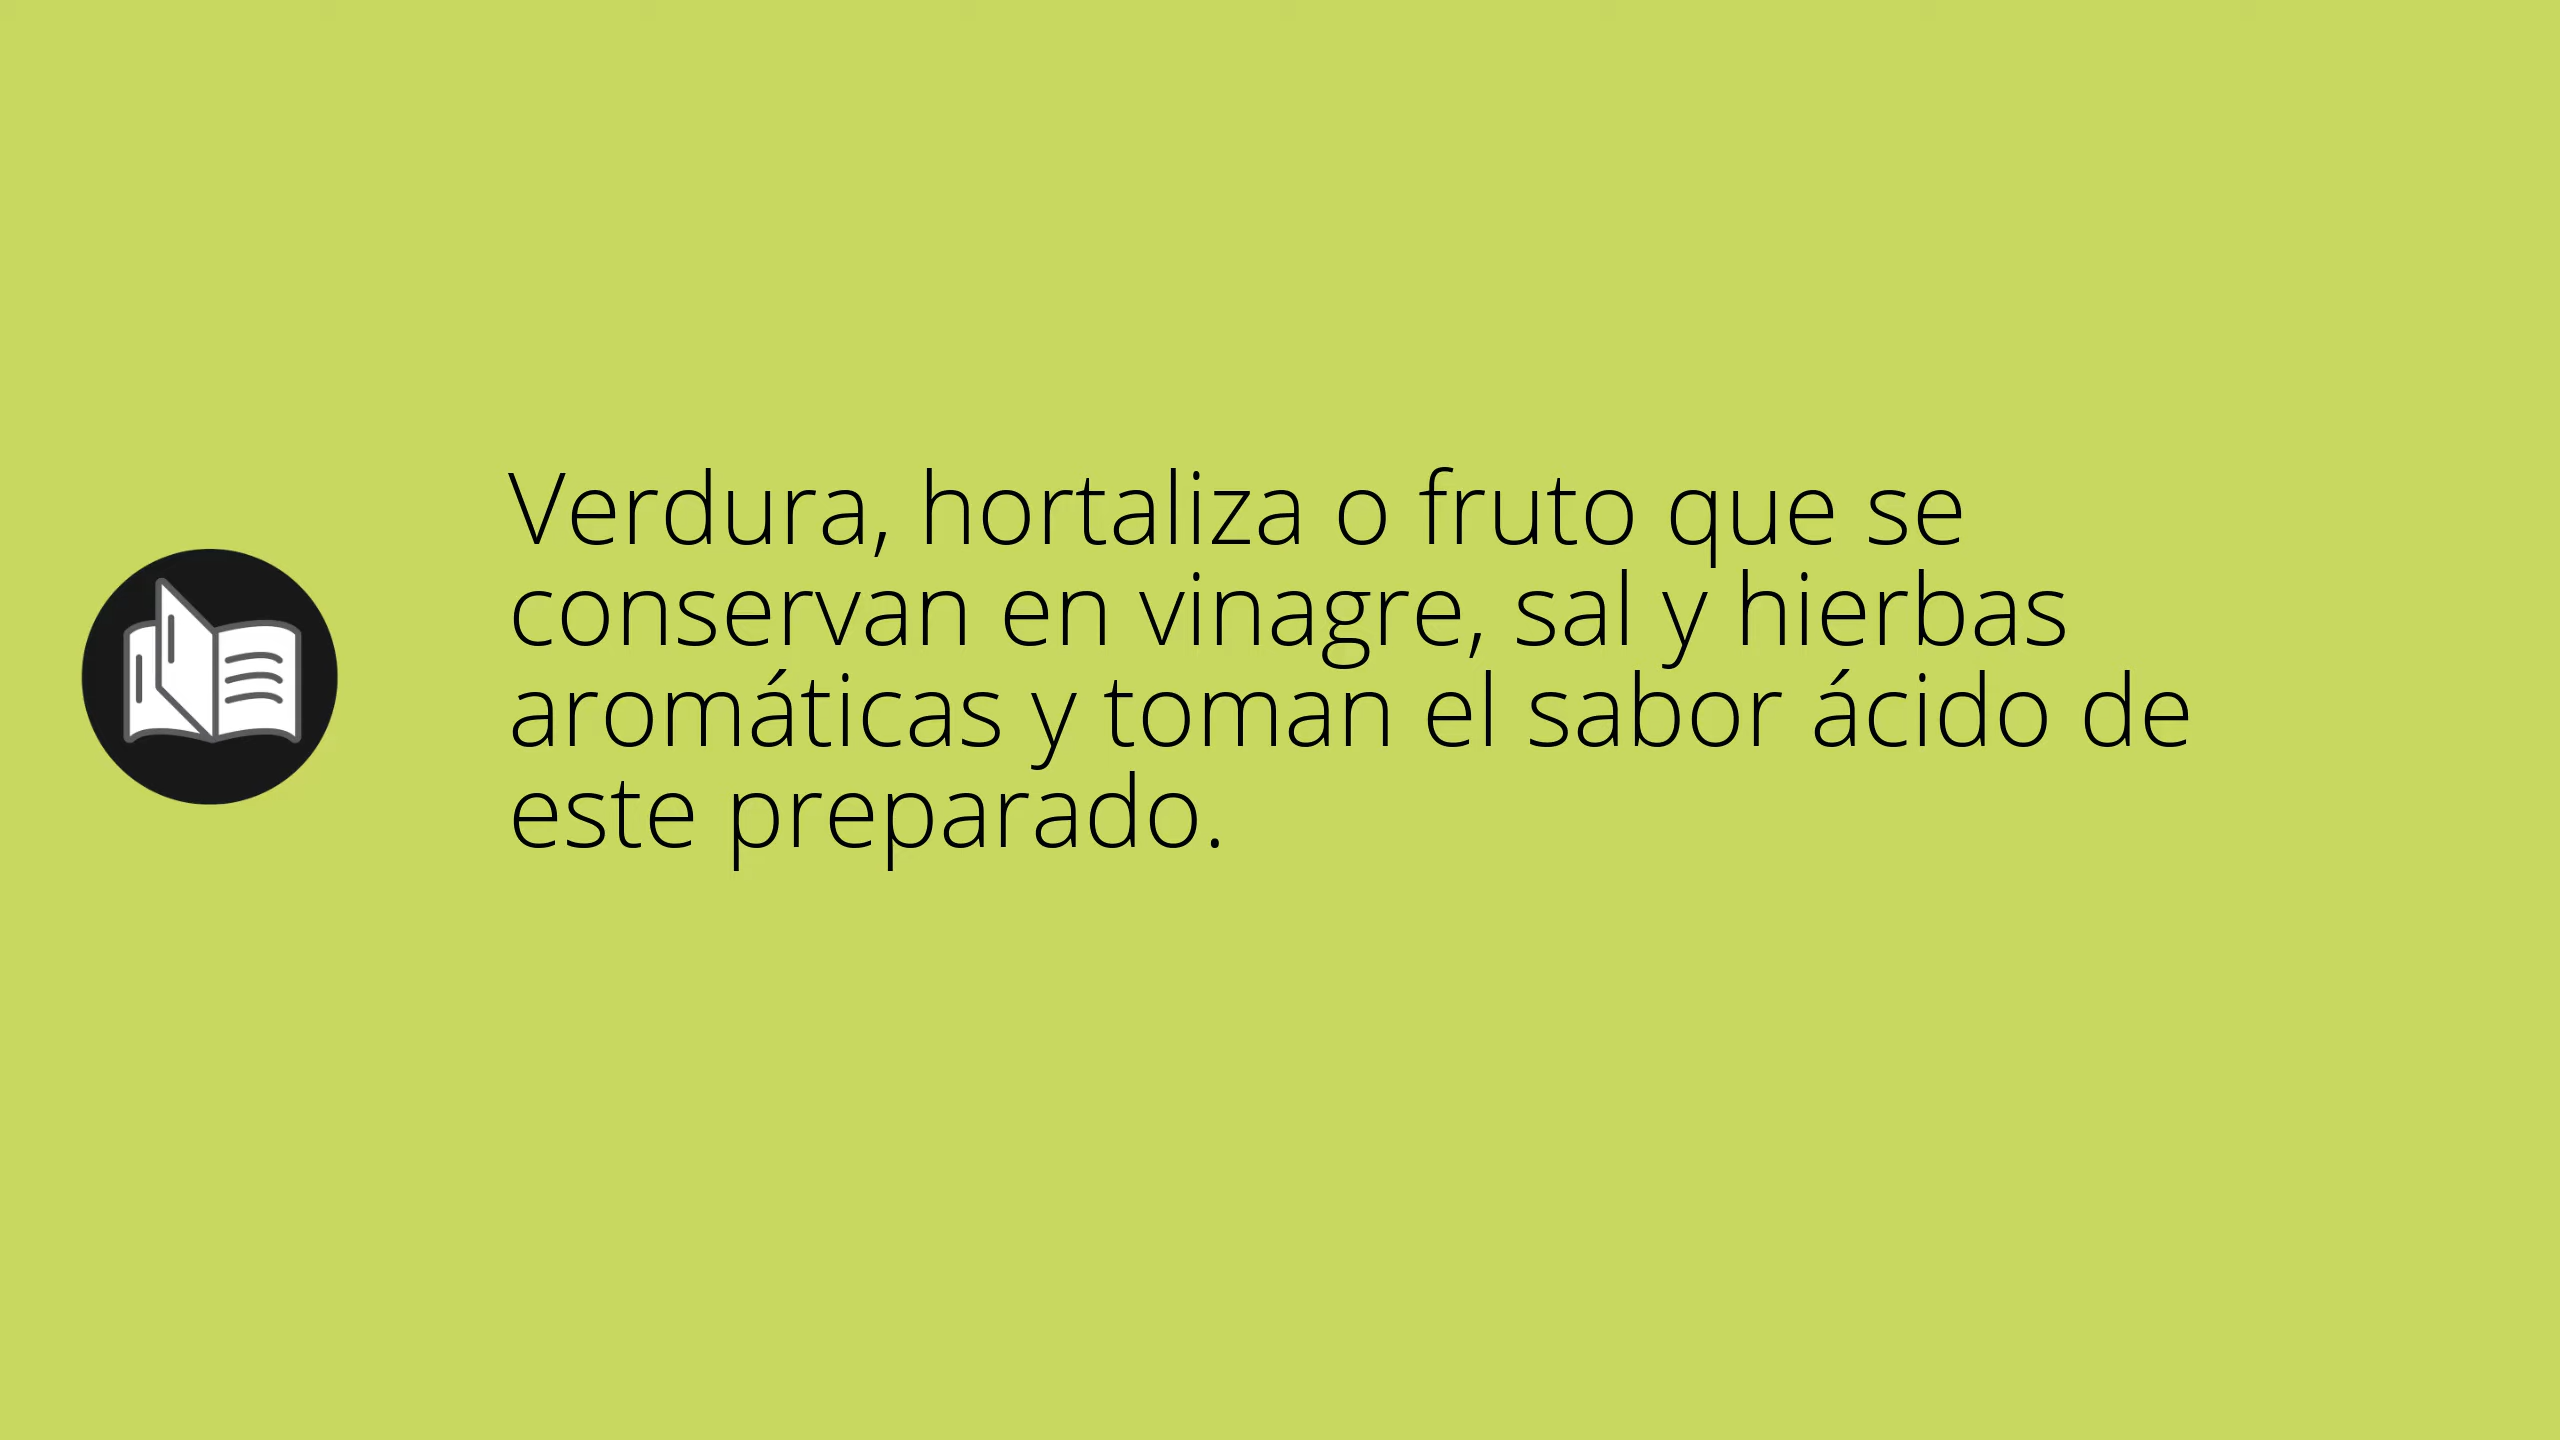 Verdura, hortaliza o fruto que se
conservan en vinagre, sal y hierbas
aromáticas y toman el sabor ácido de
este preparado.